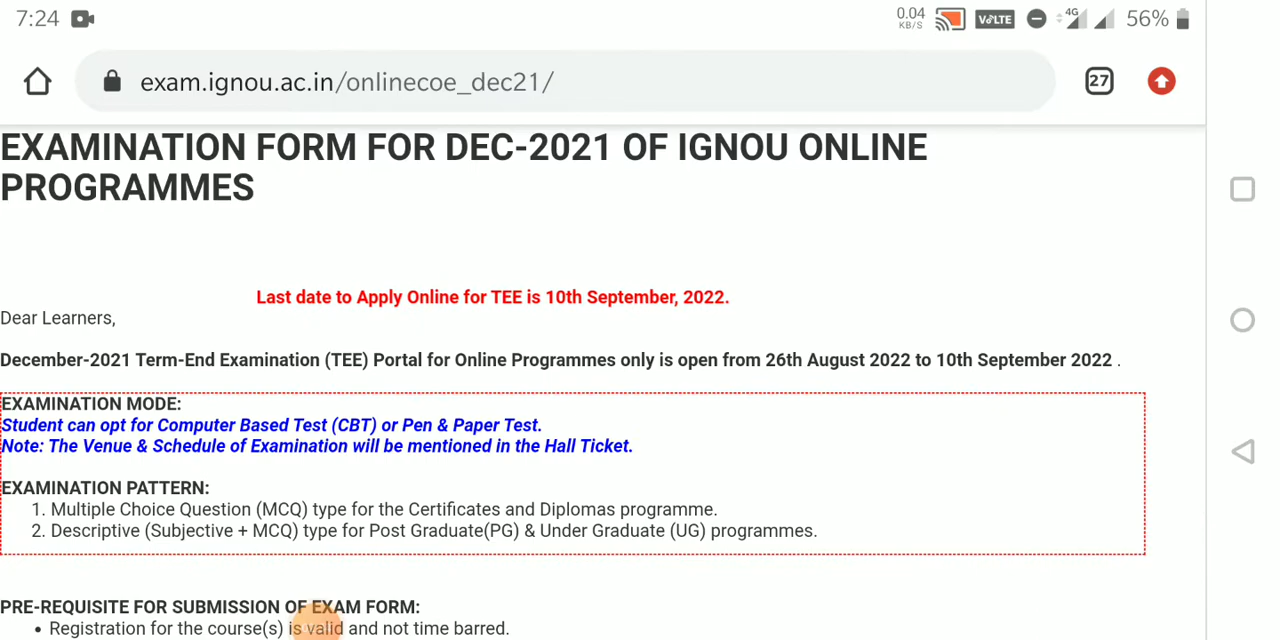 7:24
0.04
KB/S
VoLTE
4G
56%
exam.ignou.ac.in/onlinecoe_dec21/
27
EXAMINATION FORM FOR DEC-2021 OF IGNOU ONLINE
PROGRAMMES
Last date to Apply Online for TEE is 10th September, 2022.
Dear Learners,
December-2021 Term-End Examination (TEE) Portal for Online Programmes only is open from 26th August 2022 to 10th September 2022 .
EXAMINATION MODE:
Student can opt for Computer Based Test (CBT) or Pen & Paper Test.
Note: The Venue & Schedule of Examination will be mentioned in the Hall Ticket.
EXAMINATION PATTERN:
1. Multiple Choice Question (MCQ) type for the Certificates and Diplomas programme.
2. Descriptive (Subjective + MCQ) type for Post Graduate(PG) & Under Graduate (UG) programmes.
PRE-REQUISITE FOR SUBMISSION OF EXAM FORM:
• Registration for the course(s) is valid and not time barred.